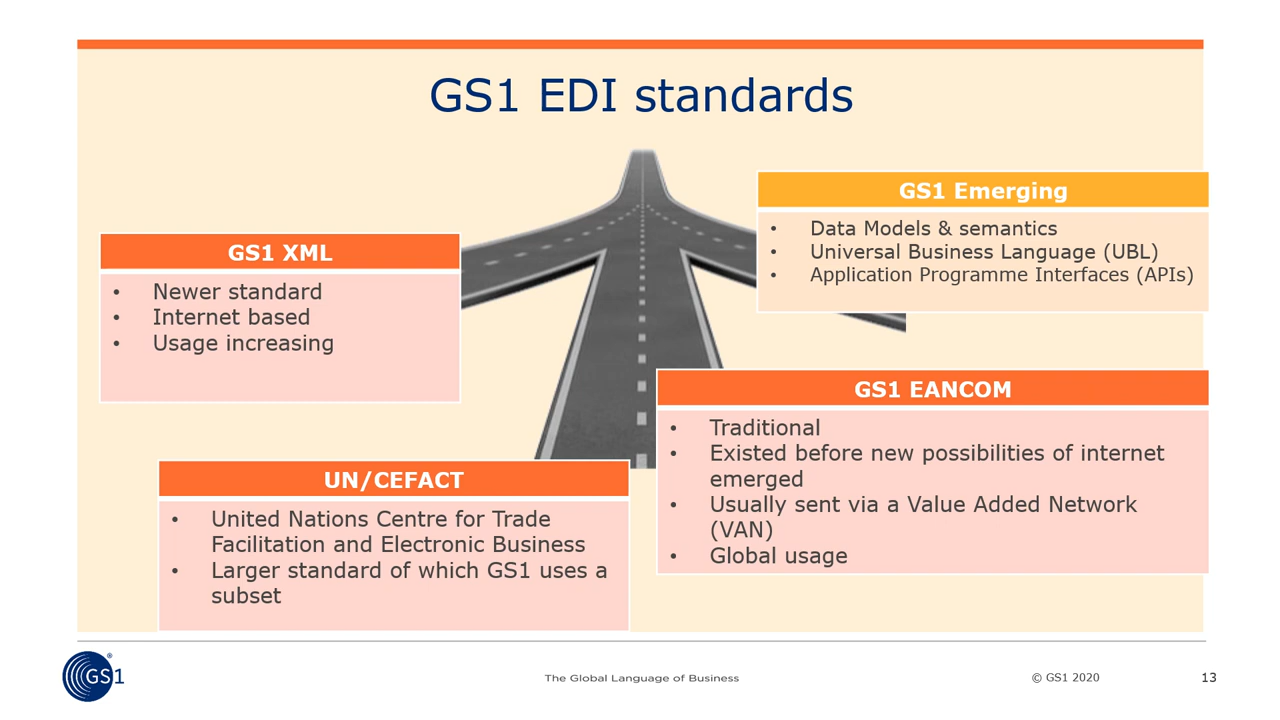 GS1 EDI standards
GS1 Emerging
• Data Models & semantics
• Universal Business Language (UBL)
• Application Programme Interfaces (APIs)
GS1 XML
• Newer standard
• Internet based
• Usage increasing
GS1 EANCOM
• Traditional
• Existed before new possibilities of internet
emerged
• Usually sent via a Value Added Network
(VAN)
• Global usage
UN/CEFACT
• United Nations Centre for Trade
Facilitation and Electronic Business
• Larger standard of which GS1 uses a
subset
GS1®
The Global Language of Business
© GS1 2020
13